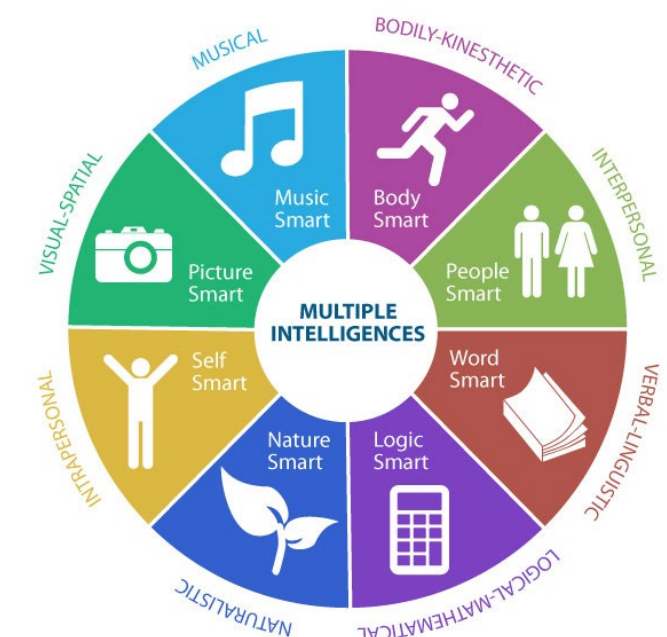 MUSICAL
BODILY-KINESTHETIC
Music
Smart
Body
Smart
VISUAL-SPATIAL
INTERPERSONAL
Picture
Smart
People
Smart
MULTIPLE
INTELLIGENCES
Self
Smart
Word
Smart
INTRAPERSONAL
VERBAL-LINGUISTIC
Nature
Smart
Logic
Smart
NATURALISTIC
LOGICAL-MATHEMATICAL